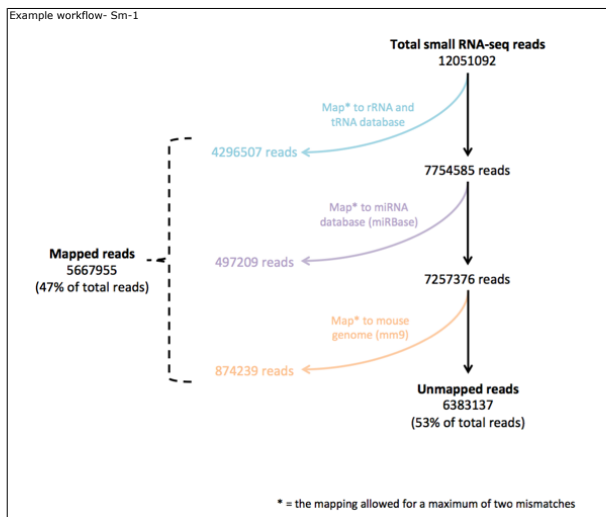 Example workflow- Sm-1
Total small RNA-seq reads
12051092
Map* to rRNA and
tRNA database
4296507 reads
7754585 reads
Map* to miRNA
database (miRBase)
Mapped reads
5667955
(47% of total reads)
497209 reads
7257376 reads
Map* to mouse
genome (mm9)
874239 reads
Unmapped reads
6383137
(53% of total reads)
* = the mapping allowed for a maximum of two mismatches